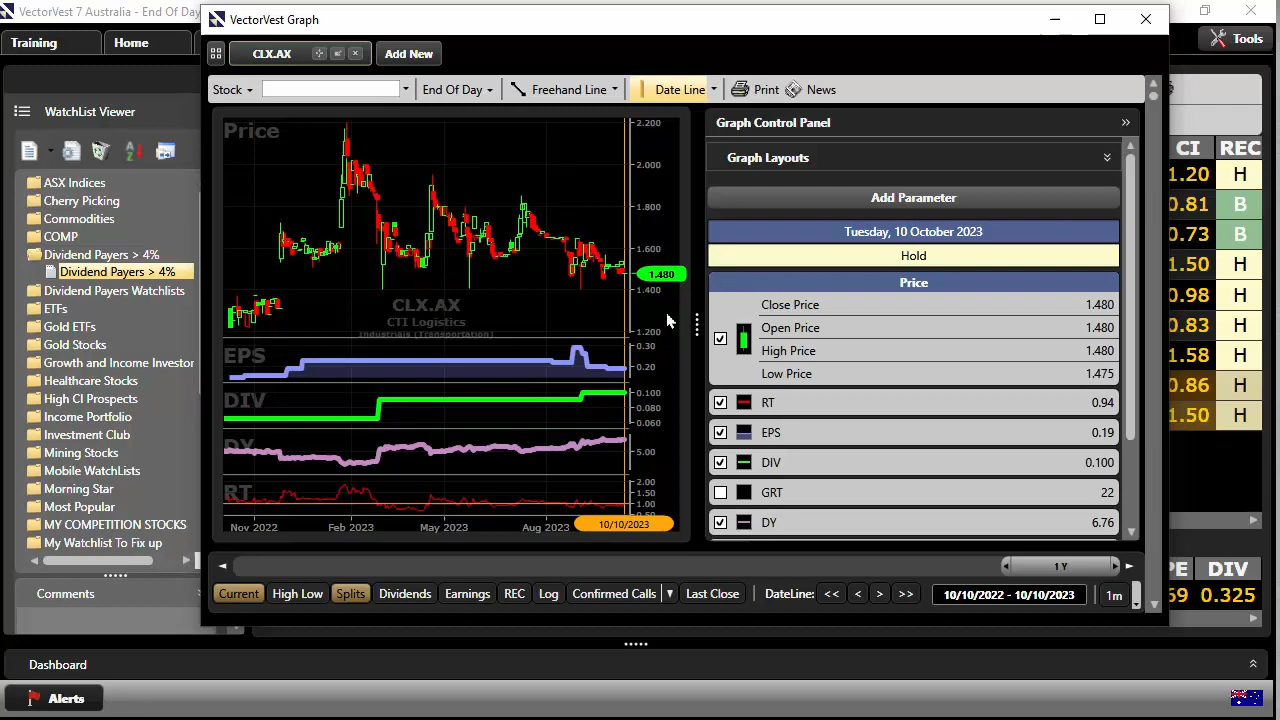 VectorVest 7 Australia - End Of Day
VectorVest Graph
Training
Home
Tools
CLX.AX
Add New
Stock
End Of Day
Freehand Line
Date Line
Print
News
WatchList Viewer
ASX Indices
Cherry Picking
Commodities
COMP
Dividend Payers > 4%
Dividend Payers > 4%
Dividend Payers Watchlists
ETFs
Gold ETFs
Gold Stocks
Growth and Income Investor
Healthcare Stocks
High CI Prospects
Income Portfolio
Investment Club
Mining Stocks
Mobile WatchLists
Morning Star
Most Popular
MY COMPETITION STOCKS
My Watchlist To Fix up
Comments
Price
2.200
2.000
1.800
1.600
1.480
1.400
1.200
CLX.AX
CTI Logistics
Industrials (Transportation)
EPS
0.30
0.20
DIV
0.100
0.080
0.060
DY
5.00
RT
2.00
1.50
1.00
0.50
Nov 2022
Feb 2023
May 2023
Aug 2023
10/10/2023
Graph Control Panel
Graph Layouts
Add Parameter
Tuesday, 10 October 2023
Hold
Price
Close Price 1.480
Open Price 1.480
High Price 1.480
Low Price 1.475
RT 0.94
EPS 0.19
DIV 0.100
GRT 22
DY 6.76
1 Y
Current
High Low
Splits
Dividends
Earnings
REC
Log
Confirmed Calls
Last Close
DateLine:
<<
<
>
>>
10/10/2022 - 10/10/2023
1m
CI REC
1.20 H
0.81 B
0.73 B
1.50 H
0.98 H
0.83 H
1.58 H
0.86 H
1.50 H
PE DIV
69 0.325
Dashboard
Alerts